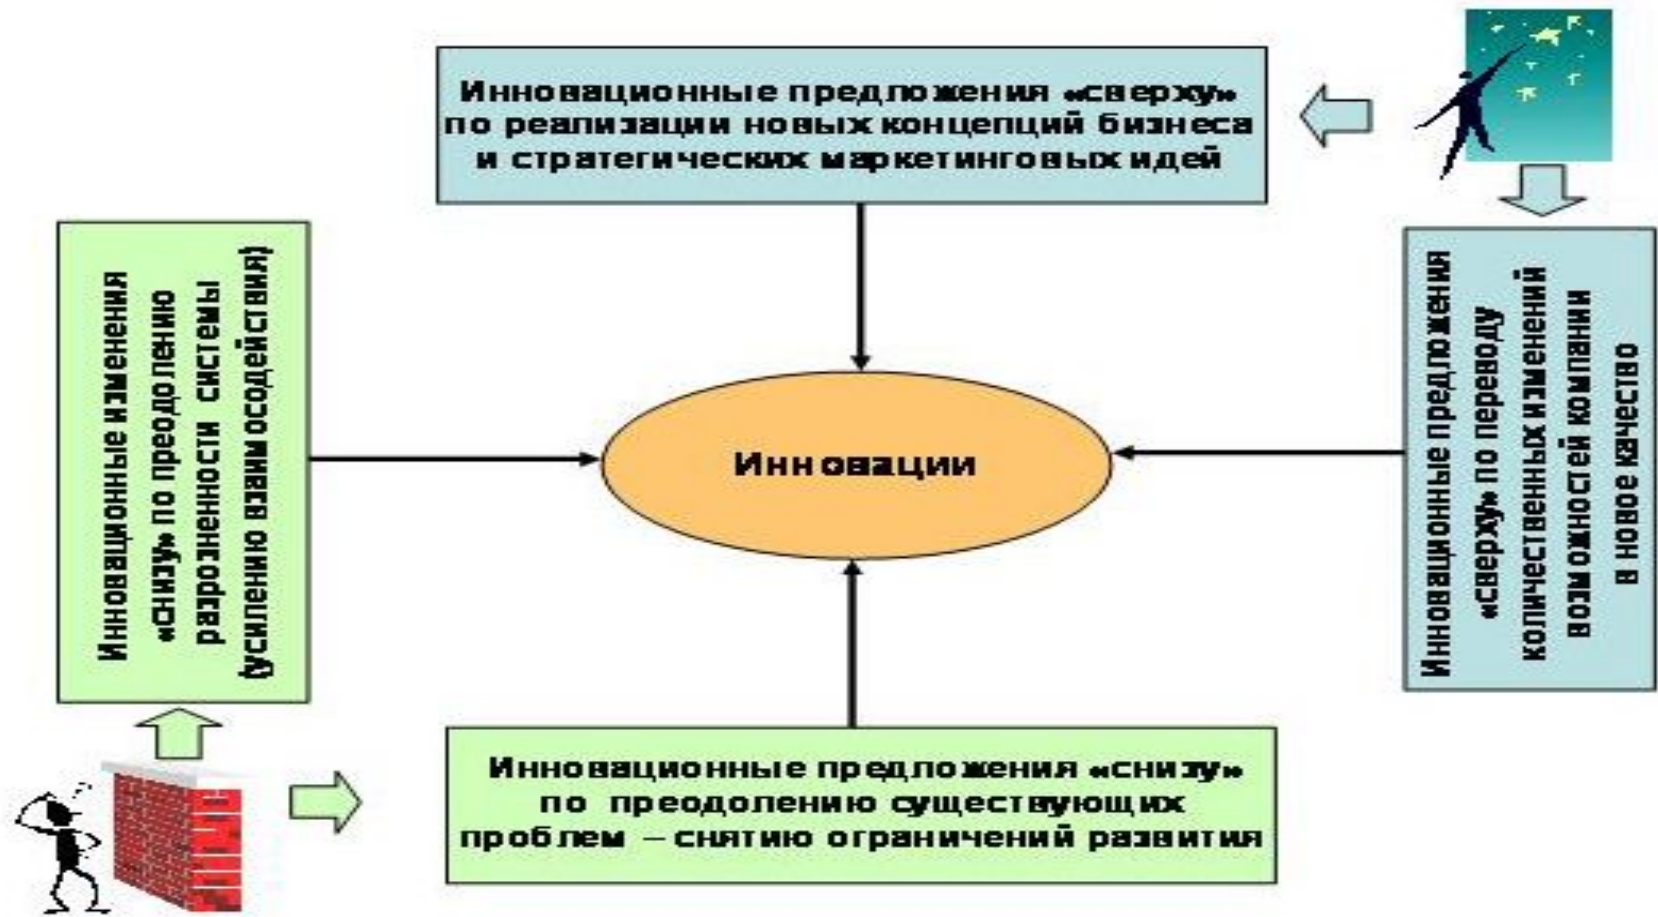 Инновационные предложения «сверху»
по реализации новых концепций бизнеса
и стратегических маркетинговых идей
Инновационные изменения
«снизу» по преодолению
разрозненности системы
(усилению взаимосодействия)
Инновации
Инновационные предложения
«сверху» по переводу
количественных изменений
возможностей компании
в новое качество
Инновационные предложения «снизу»
по преодолению существующих
проблем – снятию ограничений развития